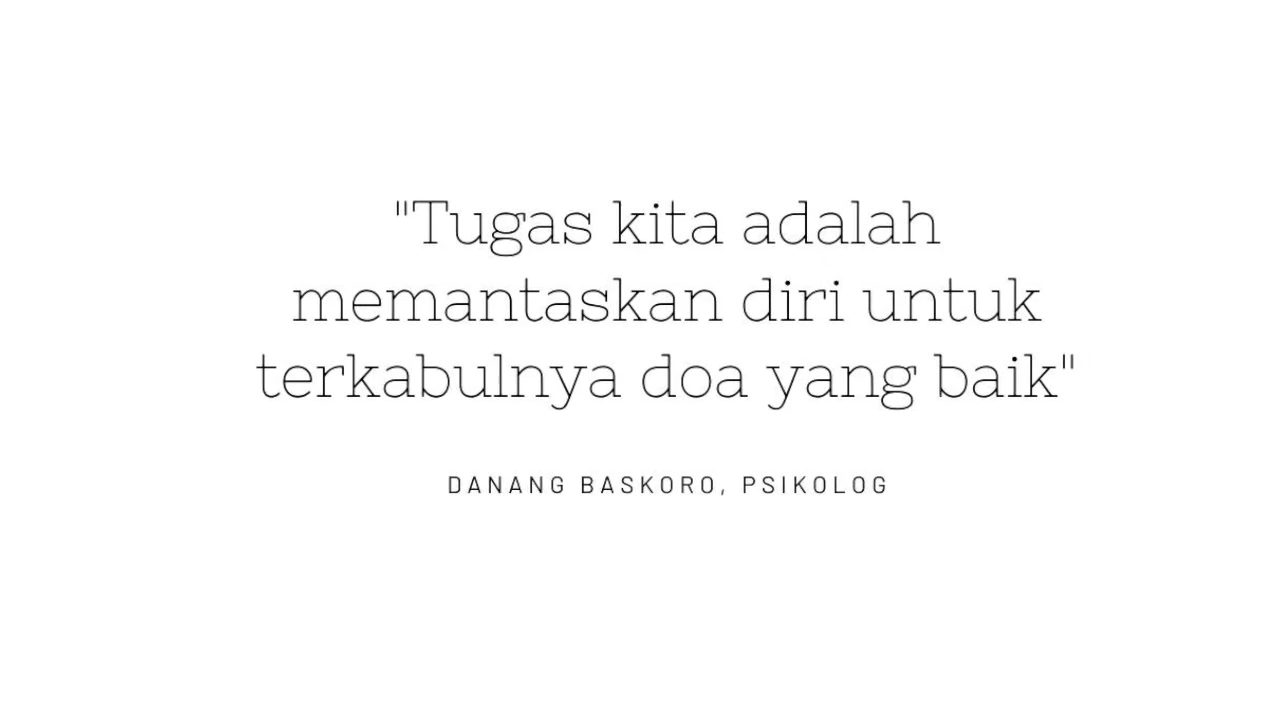 "Tugas kita adalah
memantaskan diri untuk
terkabulnya doa yang baik"
DANANG BASKORO, PSIKOLOG